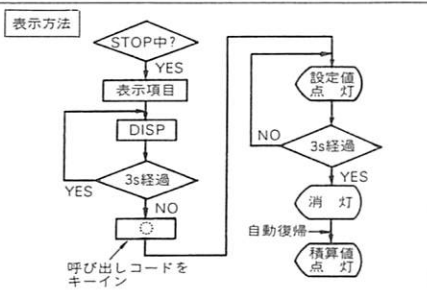 表示方法
STOP中?
YES
表示項目
DISP
3s経過
YES
NO
呼び出しコードを
キーイン
設定値
点 灯
NO
3s経過
YES
消 灯
自動復帰
積算値
点 灯